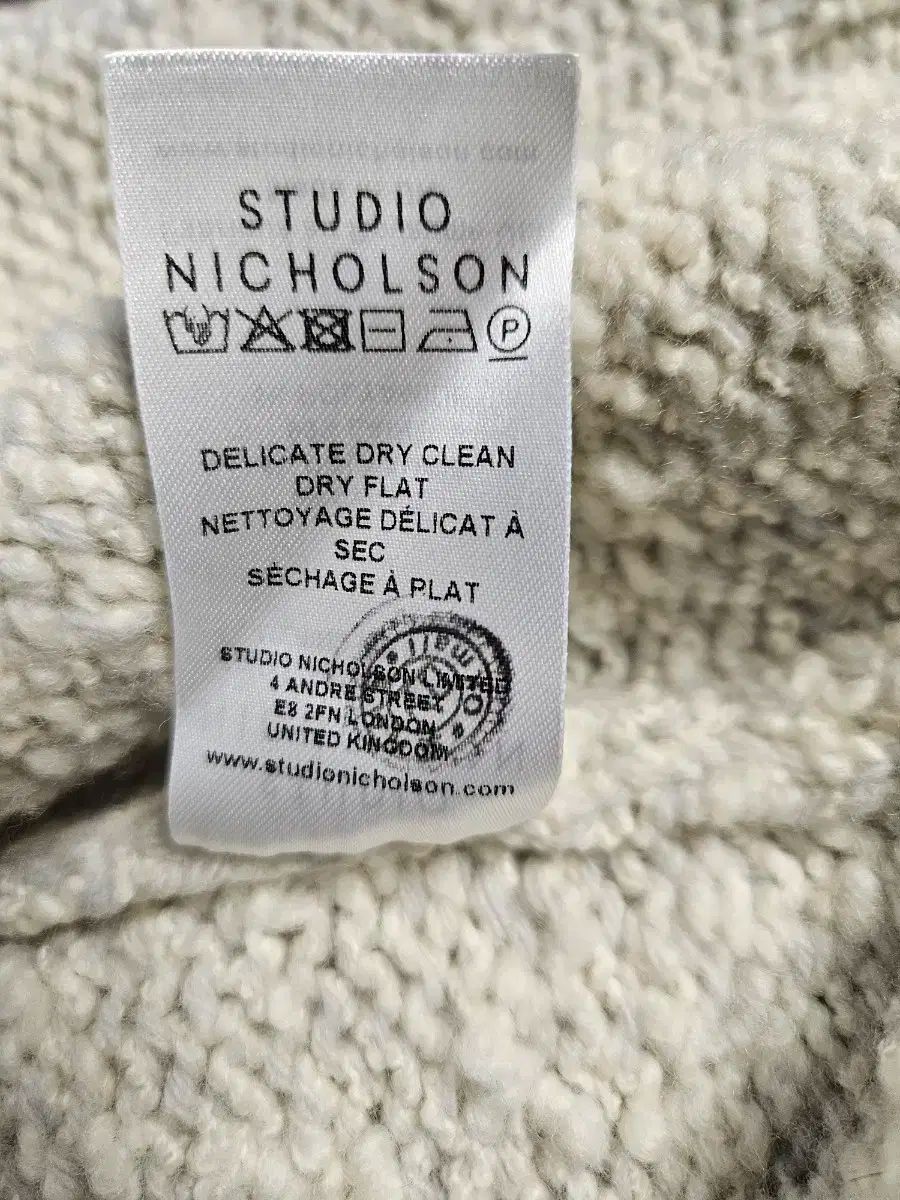 STUDIO
NICHOLSON
P
DELICATE DRY CLEAN
DRY FLAT
NETTOYAGE DÉLICAT À
SEC
SÉCHAGE À PLAT
STUDIO NICHOLSON LIMITED
4 ANDRE STREET
E8 2FN LONDON
UNITED KINGDOM
www.studionicholson.com